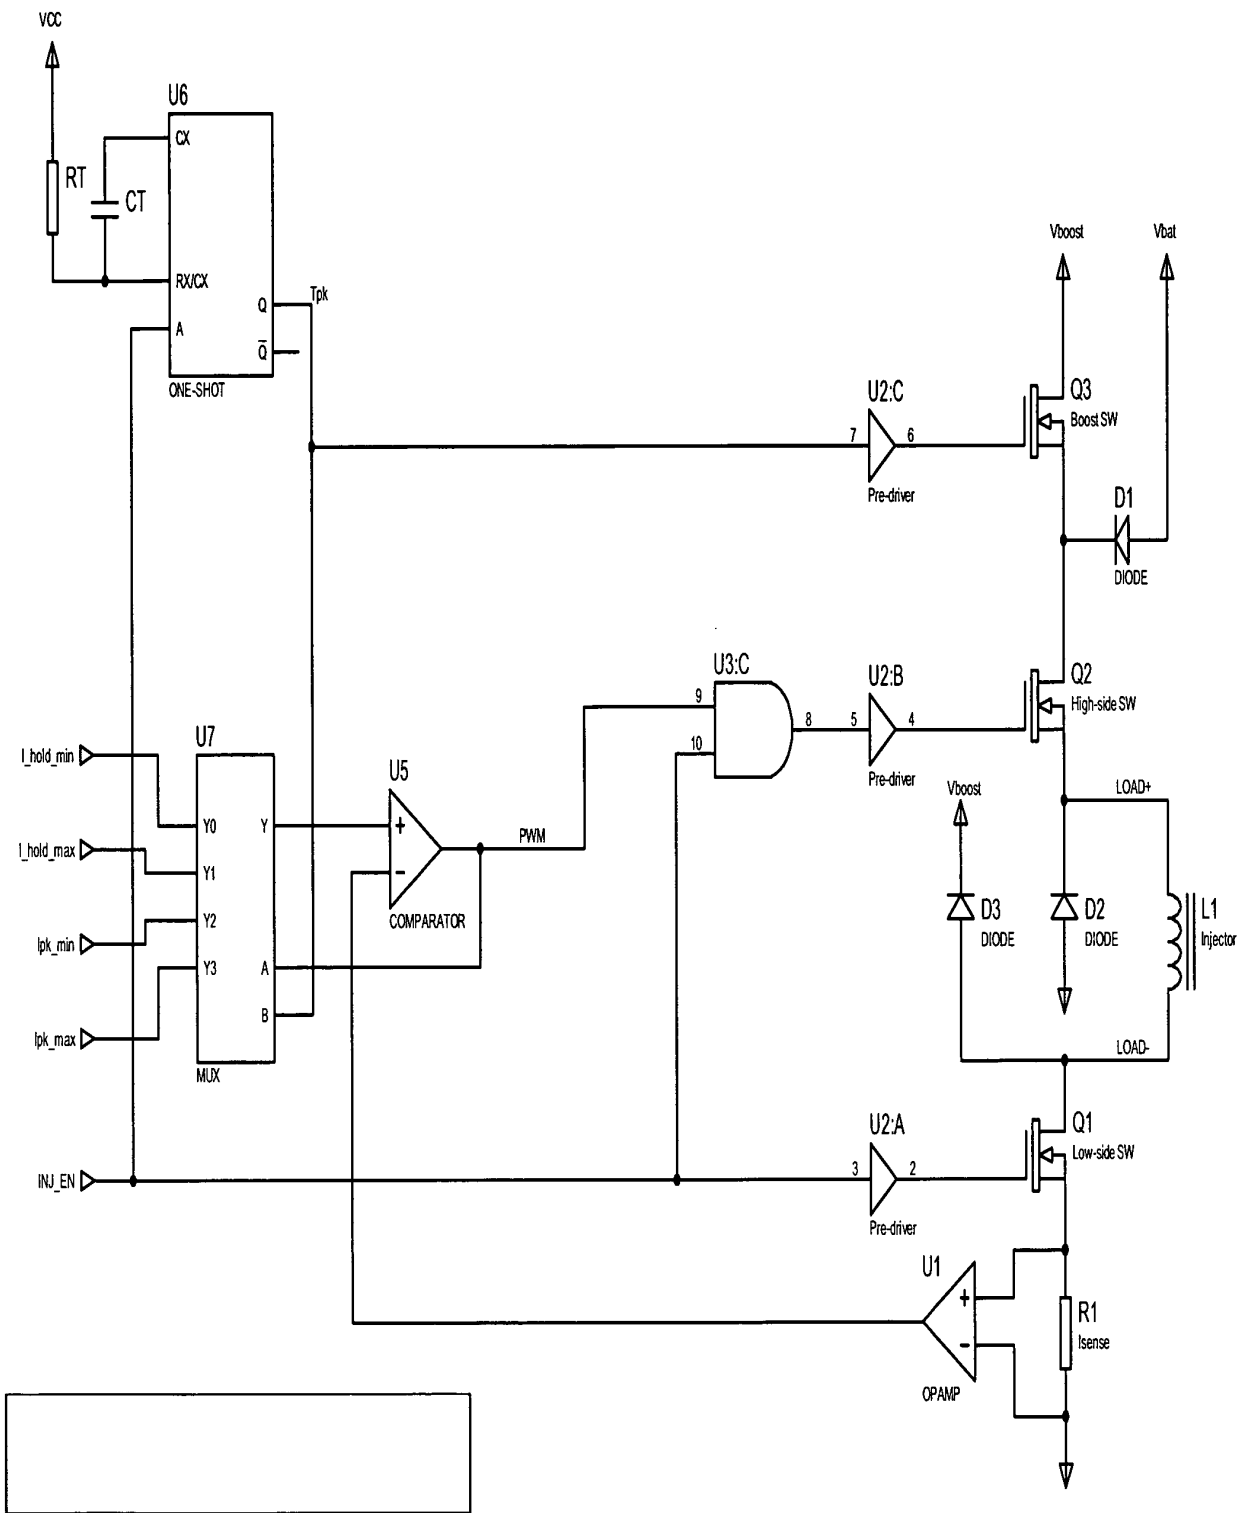 VCC
U6
CX
RT
CT
RX/CX
Q
Tpk
A
Q
ONE-SHOT
Vboost
Vbat
U2:C
Q3
Boost SW
7
6
Pre-driver
D1
DIODE
U3:C
U2:B
Q2
High-side SW
9
8
5
4
10
Pre-driver
U7
I_hold_min
U5
Vboost
LOAD+
Y0
Y
+
PWM
I_hold_max
Y1
-
D3
D2
L1
Ipk_min
Y2
COMPARATOR
DIODE
DIODE
Injector
Y3
A
B
Ipk_max
MUX
LOAD-
U2:A
Q1
Low-side SW
INJ_EN
3
2
Pre-driver
U1
+
R1
Isense
-
OPAMP